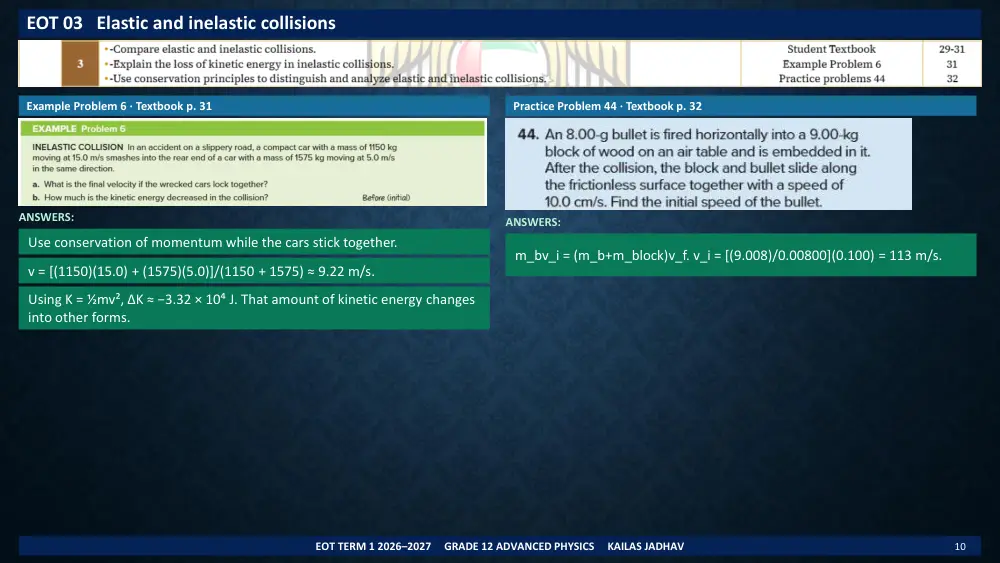 EOT 03 Elastic and inelastic collisions
3
•-Compare elastic and inelastic collisions.
•-Explain the loss of kinetic energy in inelastic collisions.
•-Use conservation principles to distinguish and analyze elastic and inelastic collisions.
Student Textbook 29-31
Example Problem 6 31
Practice problems 44 32
Example Problem 6 · Textbook p. 31
EXAMPLE Problem 6
INELASTIC COLLISION In an accident on a slippery road, a compact car with a mass of 1150 kg
moving at 15.0 m/s smashes into the rear end of a car with a mass of 1575 kg moving at 5.0 m/s
in the same direction.
a. What is the final velocity if the wrecked cars lock together?
b. How much is the kinetic energy decreased in the collision?
Before (initial)
ANSWERS:
Use conservation of momentum while the cars stick together.
v = [(1150)(15.0) + (1575)(5.0)]/(1150 + 1575) ≈ 9.22 m/s.
Using K = ½mv², ΔK ≈ −3.32 × 10⁴ J. That amount of kinetic energy changes
into other forms.
Practice Problem 44 · Textbook p. 32
44. An 8.00-g bullet is fired horizontally into a 9.00-kg
block of wood on an air table and is embedded in it.
After the collision, the block and bullet slide along
the frictionless surface together with a speed of
10.0 cm/s. Find the initial speed of the bullet.
ANSWERS:
m_bv_i = (m_b+m_block)v_f. v_i = [(9.008)/0.00800](0.100) = 113 m/s.
EOT TERM 1 2026–2027 GRADE 12 ADVANCED PHYSICS KAILAS JADHAV
10